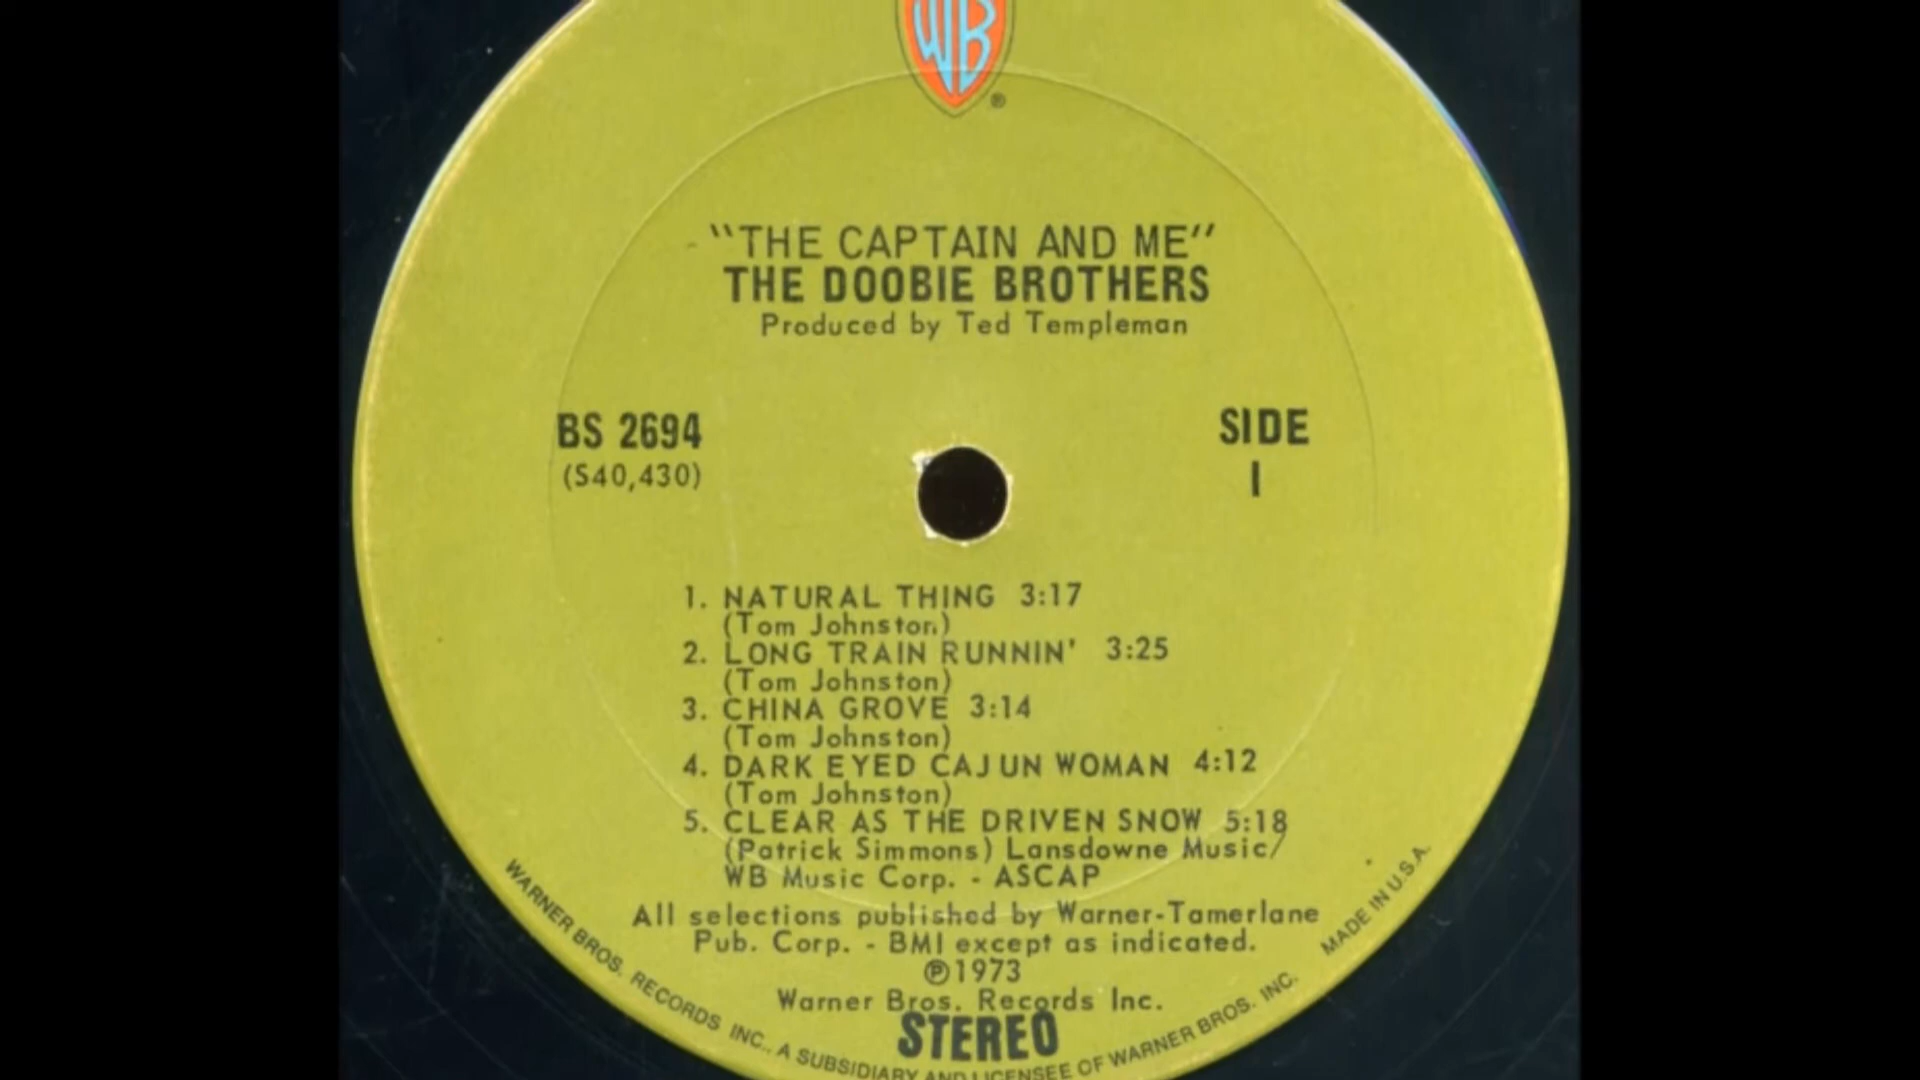 WB
®
"THE CAPTAIN AND ME"
THE DOOBIE BROTHERS
Produced by Ted Templeman
BS 2694
(S40,430)
SIDE
1
1. NATURAL THING 3:17
(Tom Johnston)
2. LONG TRAIN RUNNIN' 3:25
(Tom Johnston)
3. CHINA GROVE 3:14
(Tom Johnston)
4. DARK EYED CAJUN WOMAN 4:12
(Tom Johnston)
5. CLEAR AS THE DRIVEN SNOW 5:18
(Patrick Simmons) Lansdowne Music/
WB Music Corp. - ASCAP
All selections published by Warner-Tamerlane
Pub. Corp. - BMI except as indicated.
℗1973
Warner Bros. Records Inc.
STEREO
WARNER BROS. RECORDS INC., A SUBSIDIARY AND LICENSEE OF WARNER BROS. INC. MADE IN U.S.A.